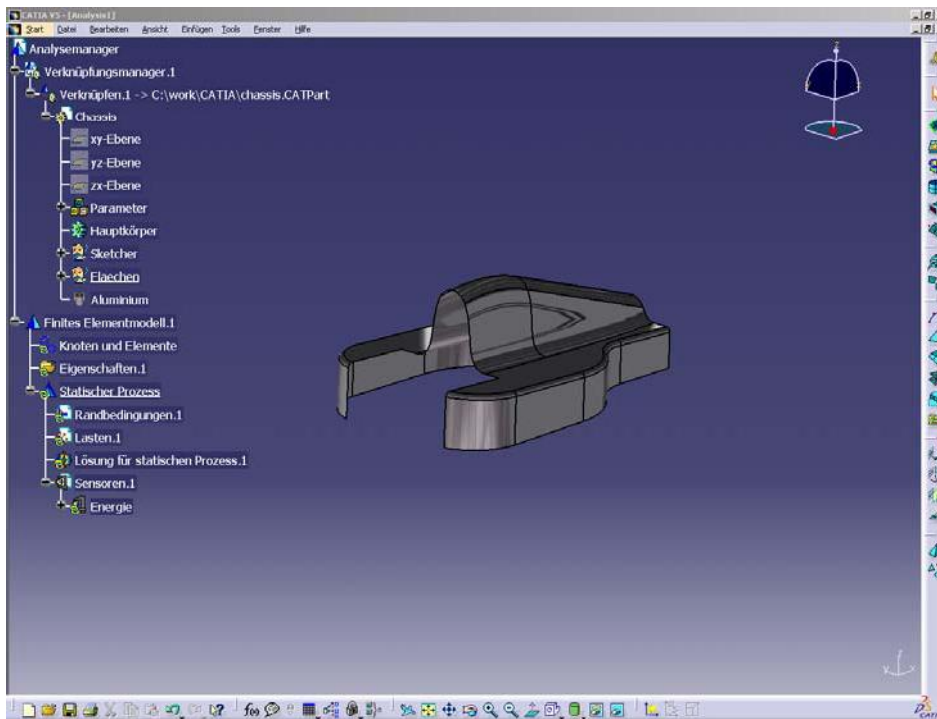 CATIA V5 - [Analysis1]
Start Datei Bearbeiten Ansicht Einfügen Tools Fenster Hilfe
Analysemanager
Verknüpfungsmanager.1
Verknüpfen.1 -> C:\work\CATIA\chassis.CATPart
Chassis
xy-Ebene
yz-Ebene
zx-Ebene
Parameter
Hauptkörper
Sketcher
Elaechen
Aluminium
Finites Elementmodell.1
Knoten und Elemente
Eigenschaften.1
Statischer Prozess
Randbedingungen.1
Lasten.1
Lösung für statischen Prozess.1
Sensoren.1
Energie
f(x)